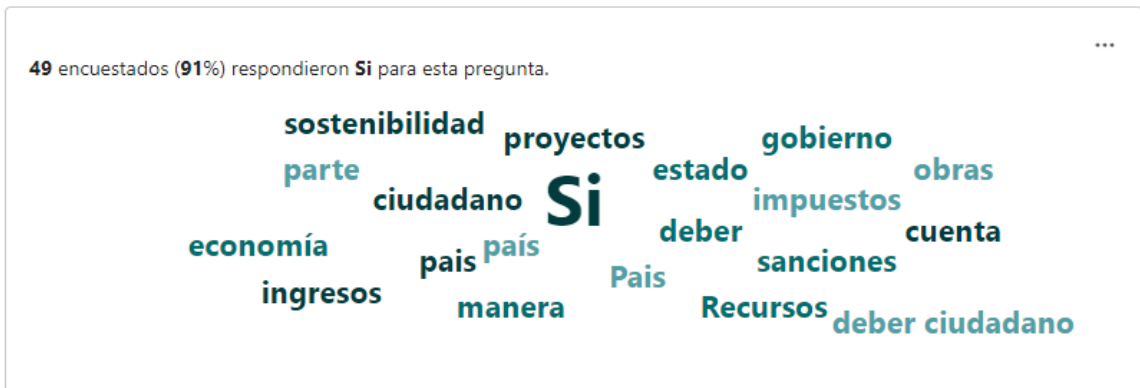 ...
49 encuestados (91%) respondieron Si para esta pregunta.
sostenibilidad
proyectos
gobierno
parte
estado
obras
ciudadano
Si
impuestos
economía
pais
país
deber
cuenta
sanciones
ingresos
Pais
manera
Recursos
deber ciudadano